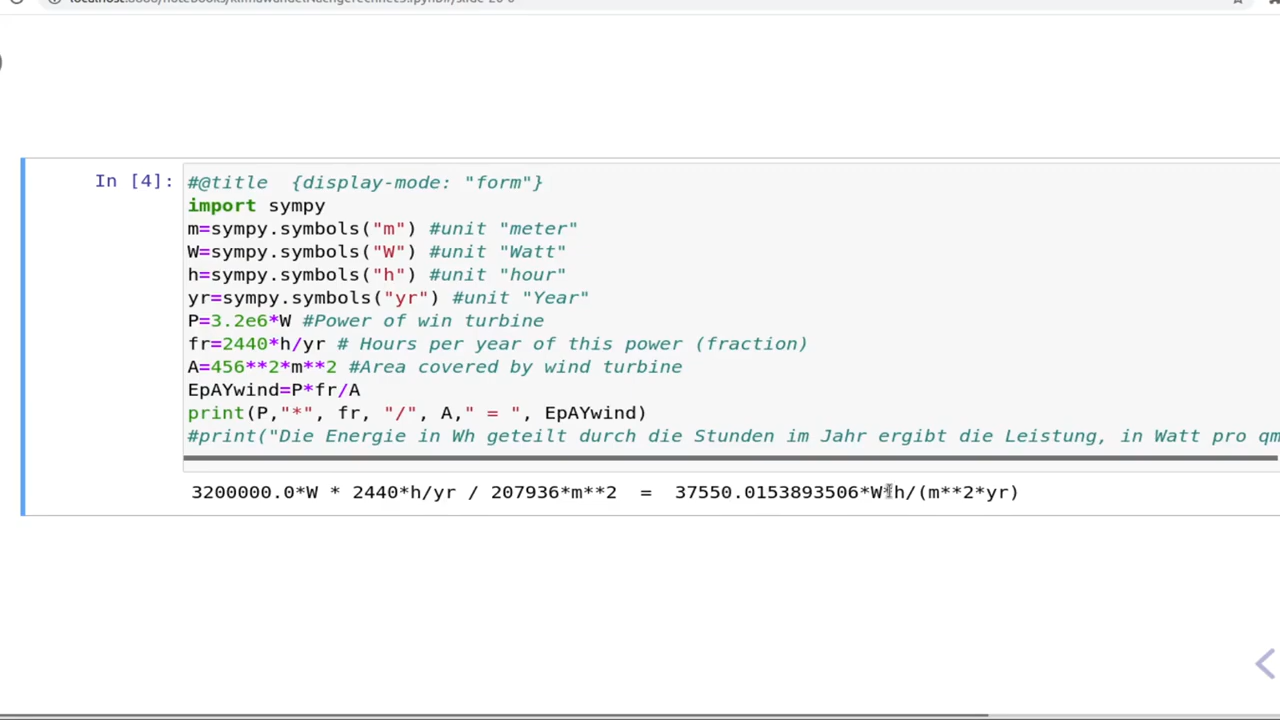 In [4]:
#@title  {display-mode: "form"}
import sympy
m=sympy.symbols("m") #unit "meter"
W=sympy.symbols("W") #unit "Watt"
h=sympy.symbols("h") #unit "hour"
yr=sympy.symbols("yr") #unit "Year"
P=3.2e6*W #Power of win turbine
fr=2440*h/yr # Hours per year of this power (fraction)
A=456**2*m**2 #Area covered by wind turbine
EpAYwind=P*fr/A
print(P,"*", fr, "/", A," = ", EpAYwind)
#print("Die Energie in Wh geteilt durch die Stunden im Jahr ergibt die Leistung, in Watt pro qm
3200000.0*W * 2440*h/yr / 207936*m**2  =  37550.0153893506*W*h/(m**2*yr)